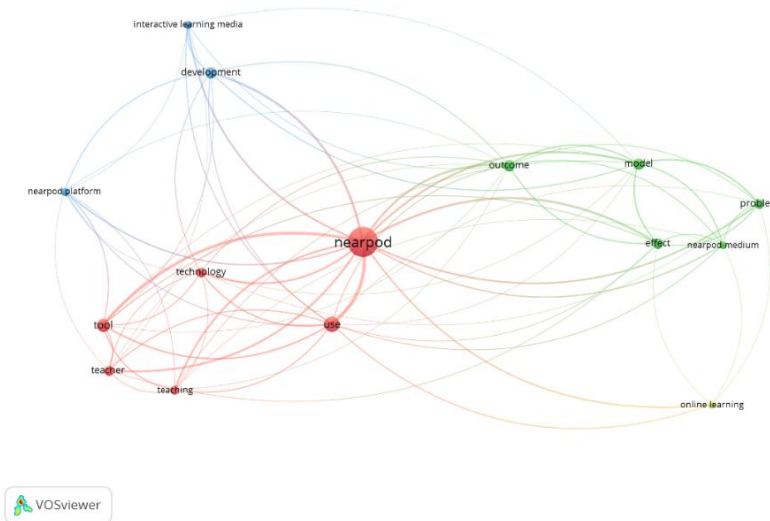 interactive learning media
development
outcome
model
nearpod platform
proble
nearpod
effect
nearpod medium
technology
tool
use
teacher
teaching
online learning
VOSviewer